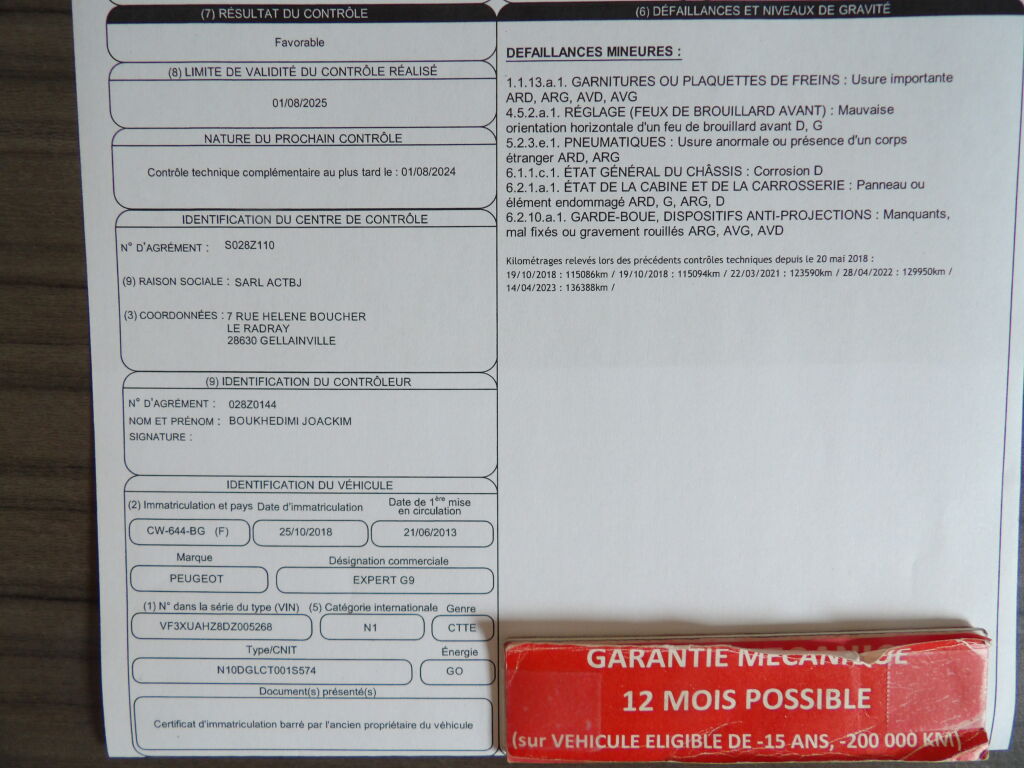 (7) RÉSULTAT DU CONTRÔLE
Favorable
(8) LIMITE DE VALIDITÉ DU CONTRÔLE RÉALISÉ
01/08/2025
NATURE DU PROCHAIN CONTRÔLE
Contrôle technique complémentaire au plus tard le : 01/08/2024
IDENTIFICATION DU CENTRE DE CONTRÔLE
N° D'AGRÉMENT : S028Z110
(9) RAISON SOCIALE : SARL ACTBJ
(3) COORDONNÉES : 7 RUE HELENE BOUCHER
LE RADRAY
28630 GELLAINVILLE
(9) IDENTIFICATION DU CONTRÔLEUR
N° D'AGRÉMENT : 028Z0144
NOM ET PRÉNOM : BOUKHEDIMI JOACKIM
SIGNATURE :
IDENTIFICATION DU VÉHICULE
(2) Immatriculation et pays Date d'immatriculation Date de 1ère mise
en circulation
CW-644-BG (F) 25/10/2018 21/06/2013
Marque Désignation commerciale
PEUGEOT EXPERT G9
(1) N° dans la série du type (VIN) (5) Catégorie internationale Genre
VF3XUAHZ8DZ005268 N1 CTTE
Type/CNIT Énergie
N10DGLCT001S574 GO
Document(s) présenté(s)
Certificat d'immatriculation barré par l'ancien propriétaire du véhicule
(6) DÉFAILLANCES ET NIVEAUX DE GRAVITÉ
DEFAILLANCES MINEURES :
1.1.13.a.1. GARNITURES OU PLAQUETTES DE FREINS : Usure importante
ARD, ARG, AVD, AVG
4.5.2.a.1. RÉGLAGE (FEUX DE BROUILLARD AVANT) : Mauvaise
orientation horizontale d'un feu de brouillard avant D, G
5.2.3.e.1. PNEUMATIQUES : Usure anormale ou présence d'un corps
étranger ARD, ARG
6.1.1.c.1. ÉTAT GÉNÉRAL DU CHÂSSIS : Corrosion D
6.2.1.a.1. ÉTAT DE LA CABINE ET DE LA CARROSSERIE : Panneau ou
élément endommagé ARD, G, ARG, D
6.2.10.a.1. GARDE-BOUE, DISPOSITIFS ANTI-PROJECTIONS : Manquants,
mal fixés ou gravement rouillés ARG, AVG, AVD
Kilométrages relevés lors des précédents contrôles techniques depuis le 20 mai 2018 :
19/10/2018 : 115086km / 19/10/2018 : 115094km / 22/03/2021 : 123590km / 28/04/2022 : 129950km /
14/04/2023 : 136388km /
GARANTIE MECANIQUE
12 MOIS POSSIBLE
(sur VEHICULE ELIGIBLE DE -15 ANS, -200 000 KM)